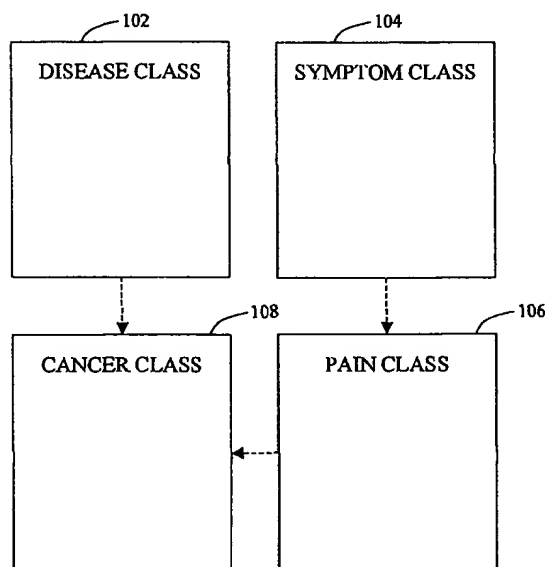 102
104
DISEASE CLASS
SYMPTOM CLASS
108
106
CANCER CLASS
PAIN CLASS